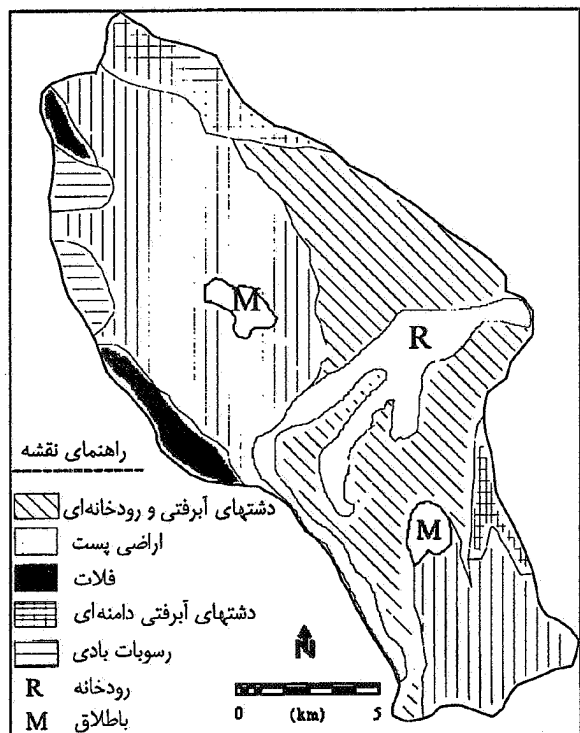 M
R
M
راهنمای نقشه
دشتهای آبرفتی و رودخانه‌ای
اراضی پست
فلات
دشتهای آبرفتی دامنه‌ای
رسوبات بادی
R رودخانه
M باطلاق
N
0 (km) 5